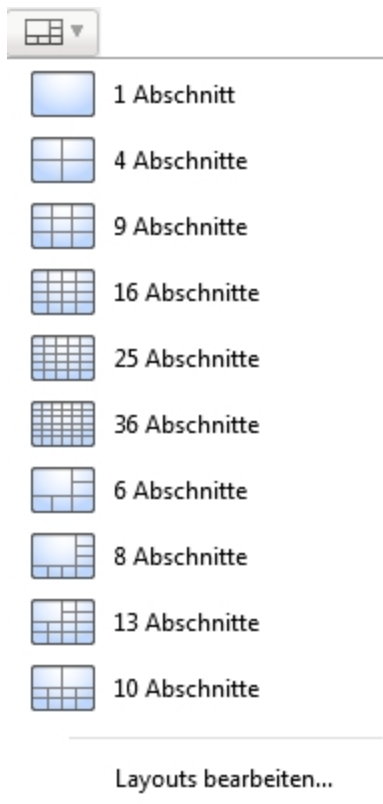 1 Abschnitt
4 Abschnitte
9 Abschnitte
16 Abschnitte
25 Abschnitte
36 Abschnitte
6 Abschnitte
8 Abschnitte
13 Abschnitte
10 Abschnitte
Layouts bearbeiten...